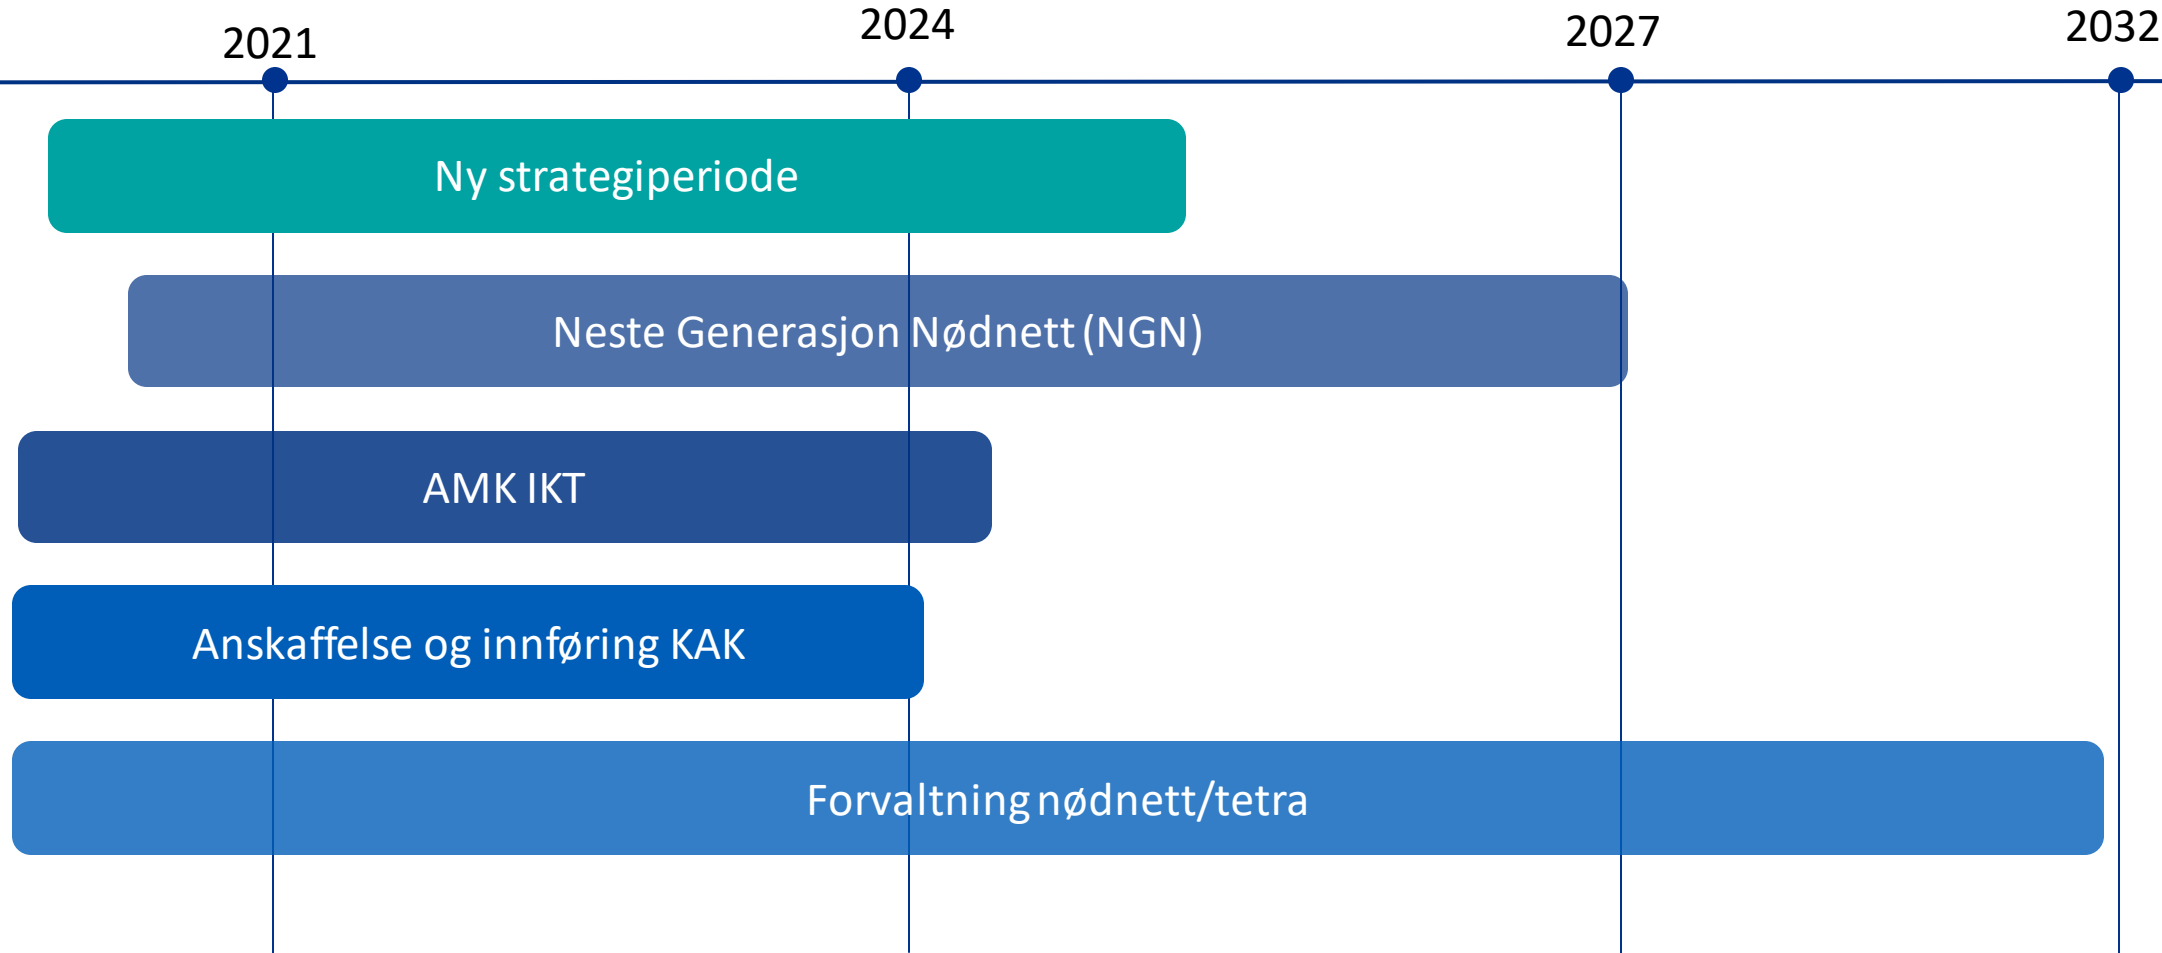 2021
2024
2027
2032
Ny strategiperiode
Neste Generasjon Nødnett (NGN)
AMK IKT
Anskaffelse og innføring KAK
Forvaltning nødnett/tetra